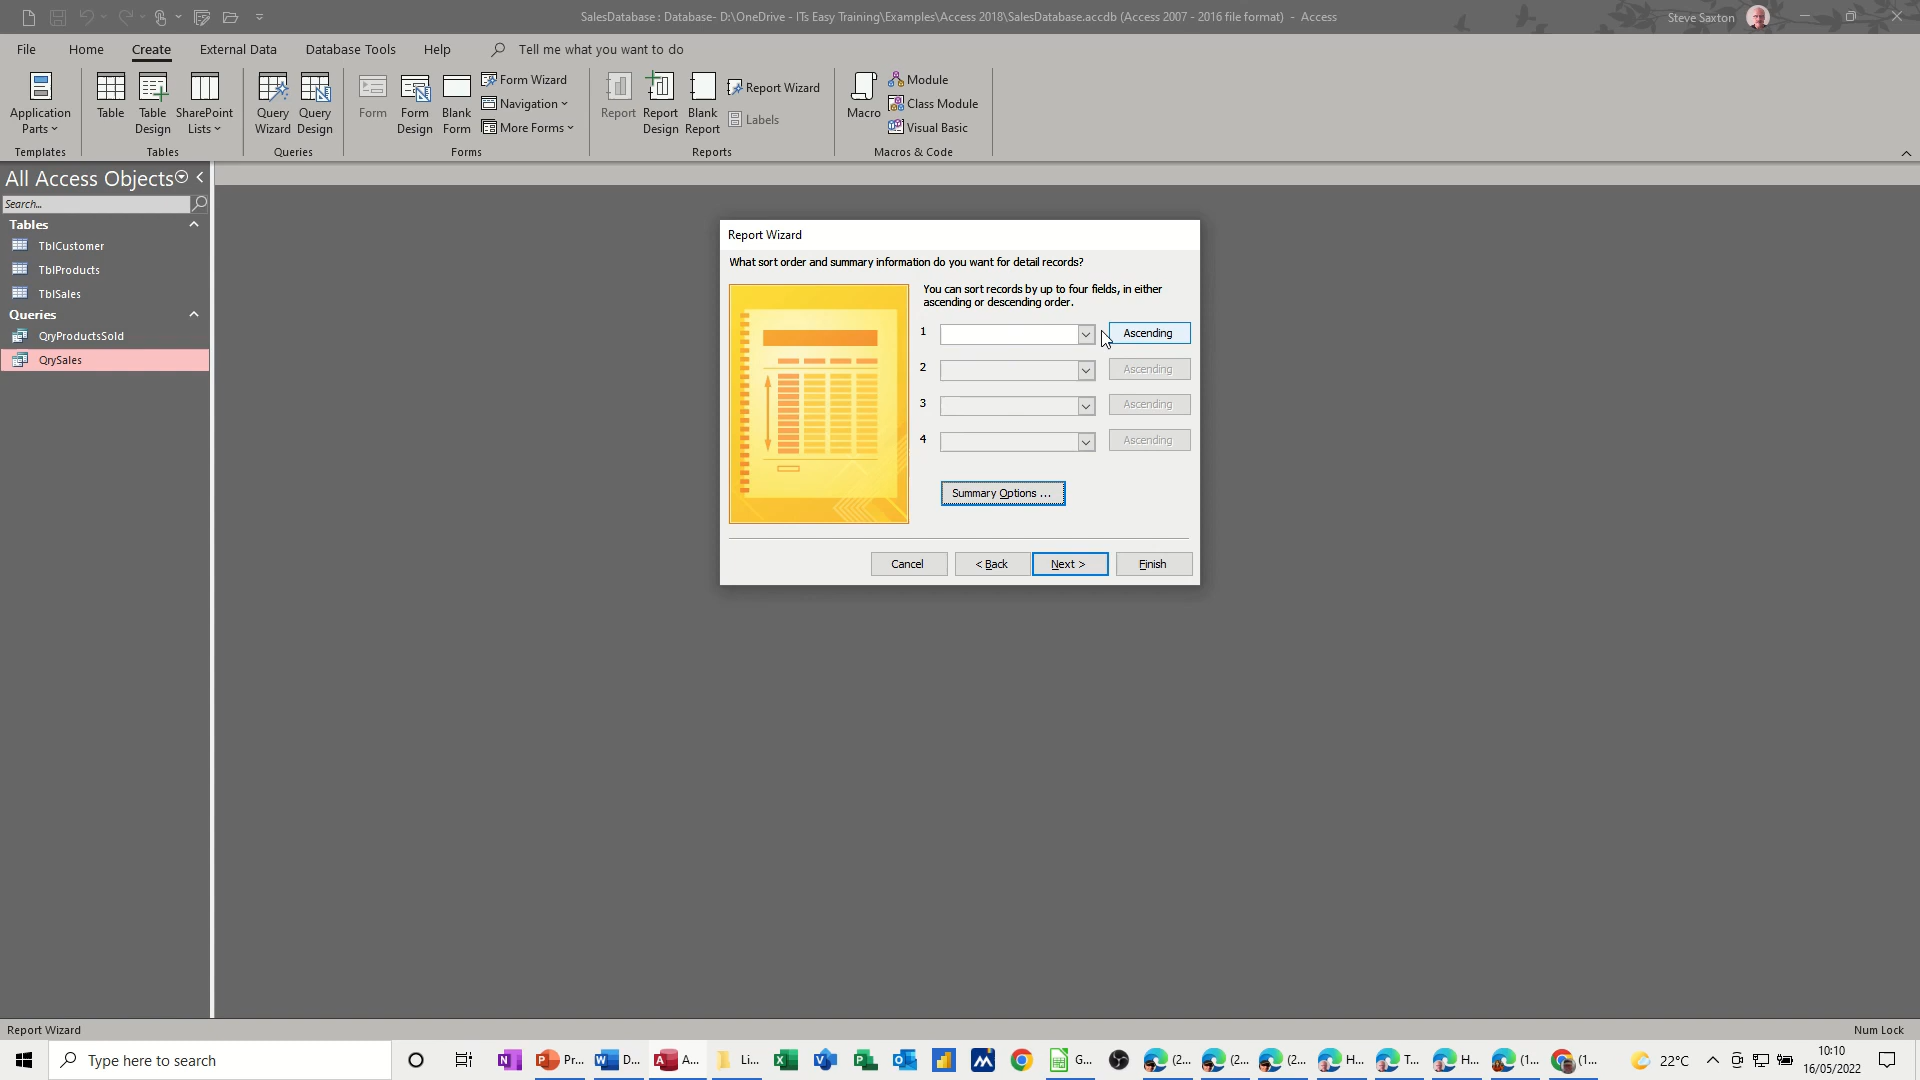 SalesDatabase : Database- D:\OneDrive - ITs Easy Training\Examples\Access 2018\SalesDatabase.accdb (Access 2007 - 2016 file format) - Access
Steve Saxton
File Home Create External Data Database Tools Help Tell me what you want to do
Application Parts
Table
Table Design
SharePoint Lists
Query Wizard
Query Design
Form
Form Design
Blank Form
Form Wizard
Navigation
More Forms
Report
Report Design
Blank Report
Report Wizard
Labels
Macro
Module
Class Module
Visual Basic
Templates Tables Queries Forms Reports Macros & Code
All Access Objects
Search...
Tables
TblCustomer
TblProducts
TblSales
Queries
QryProductsSold
QrySales
Report Wizard
What sort order and summary information do you want for detail records?
You can sort records by up to four fields, in either
ascending or descending order.
1 Ascending
2 Ascending
3 Ascending
4 Ascending
Summary Options ...
Cancel < Back Next > Finish
Report Wizard Num Lock
Type here to search
Pr... D... A... Li... G... (2... (2... (2... H... T... H... (1... (1...
22°C
10:10
16/05/2022